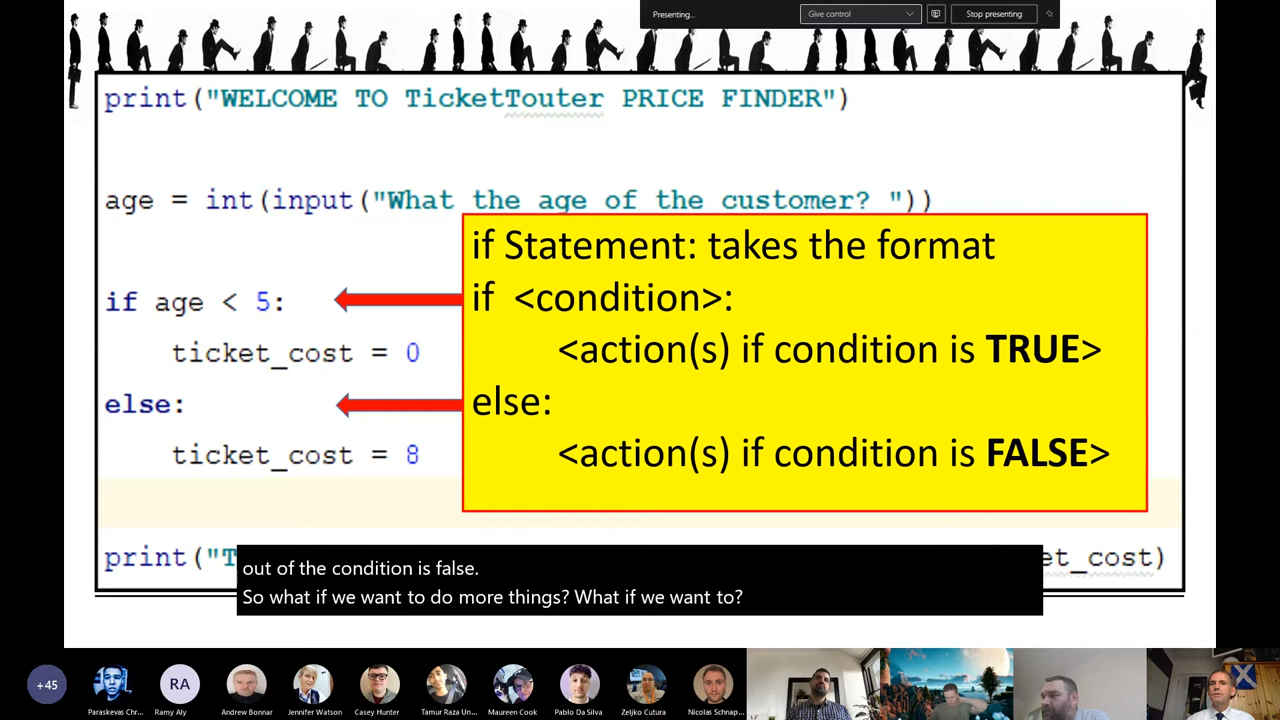 Presenting...
Give control
Stop presenting
print("WELCOME TO TicketTouter PRICE FINDER")
age = int(input("What the age of the customer? "))
if Statement: takes the format
if age < 5:
if <condition>:
ticket_cost = 0
<action(s) if condition is TRUE>
else:
else:
ticket_cost = 8
<action(s) if condition is FALSE>
print("T
et_cost)
out of the condition is false.
So what if we want to do more things? What if we want to?
+45
RA
Paraskevas Chr...
Ramy Aly
Andrew Bonnar
Jennifer Watson
Casey Hunter
Tamur Raza Un...
Maureen Cook
Pablo Da Silva
Zeljko Cutura
Nicolas Schnap...